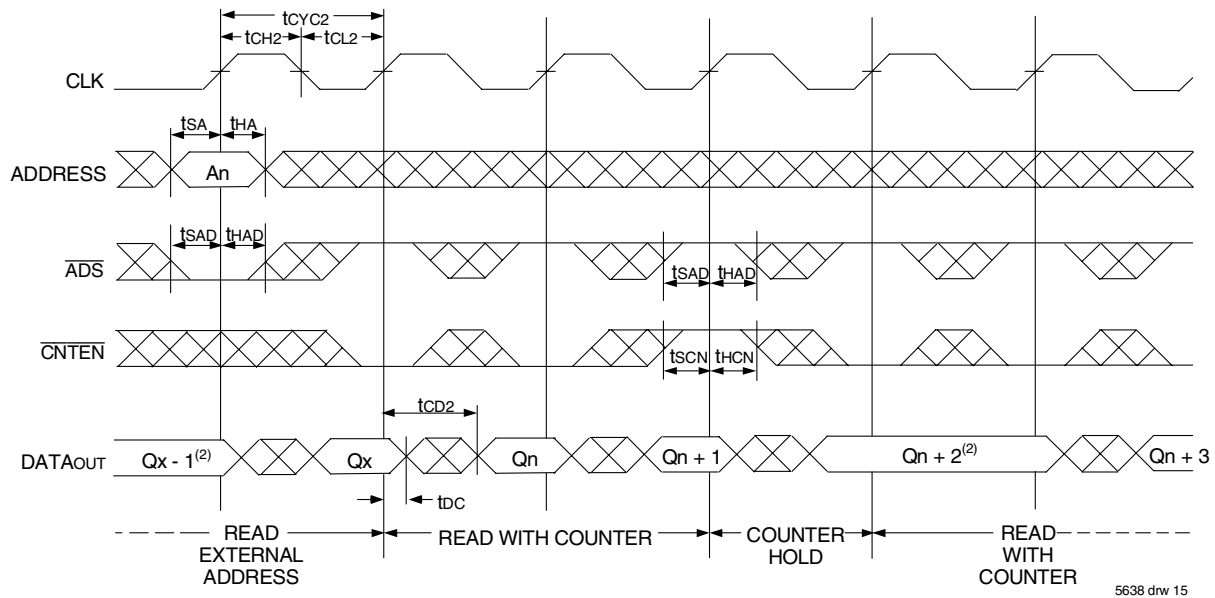 tCYC2
tCH2 tCL2
CLK
tSA tHA
ADDRESS An
tSAD tHAD
ADS
tSAD tHAD
CNTEN
tSCN tHCN
tCD2
DATAOUT Qx - 1(2) Qx Qn Qn + 1 Qn + 2(2) Qn + 3
tDC
READ EXTERNAL ADDRESS
READ WITH COUNTER
COUNTER HOLD
READ WITH COUNTER
5638 drw 15